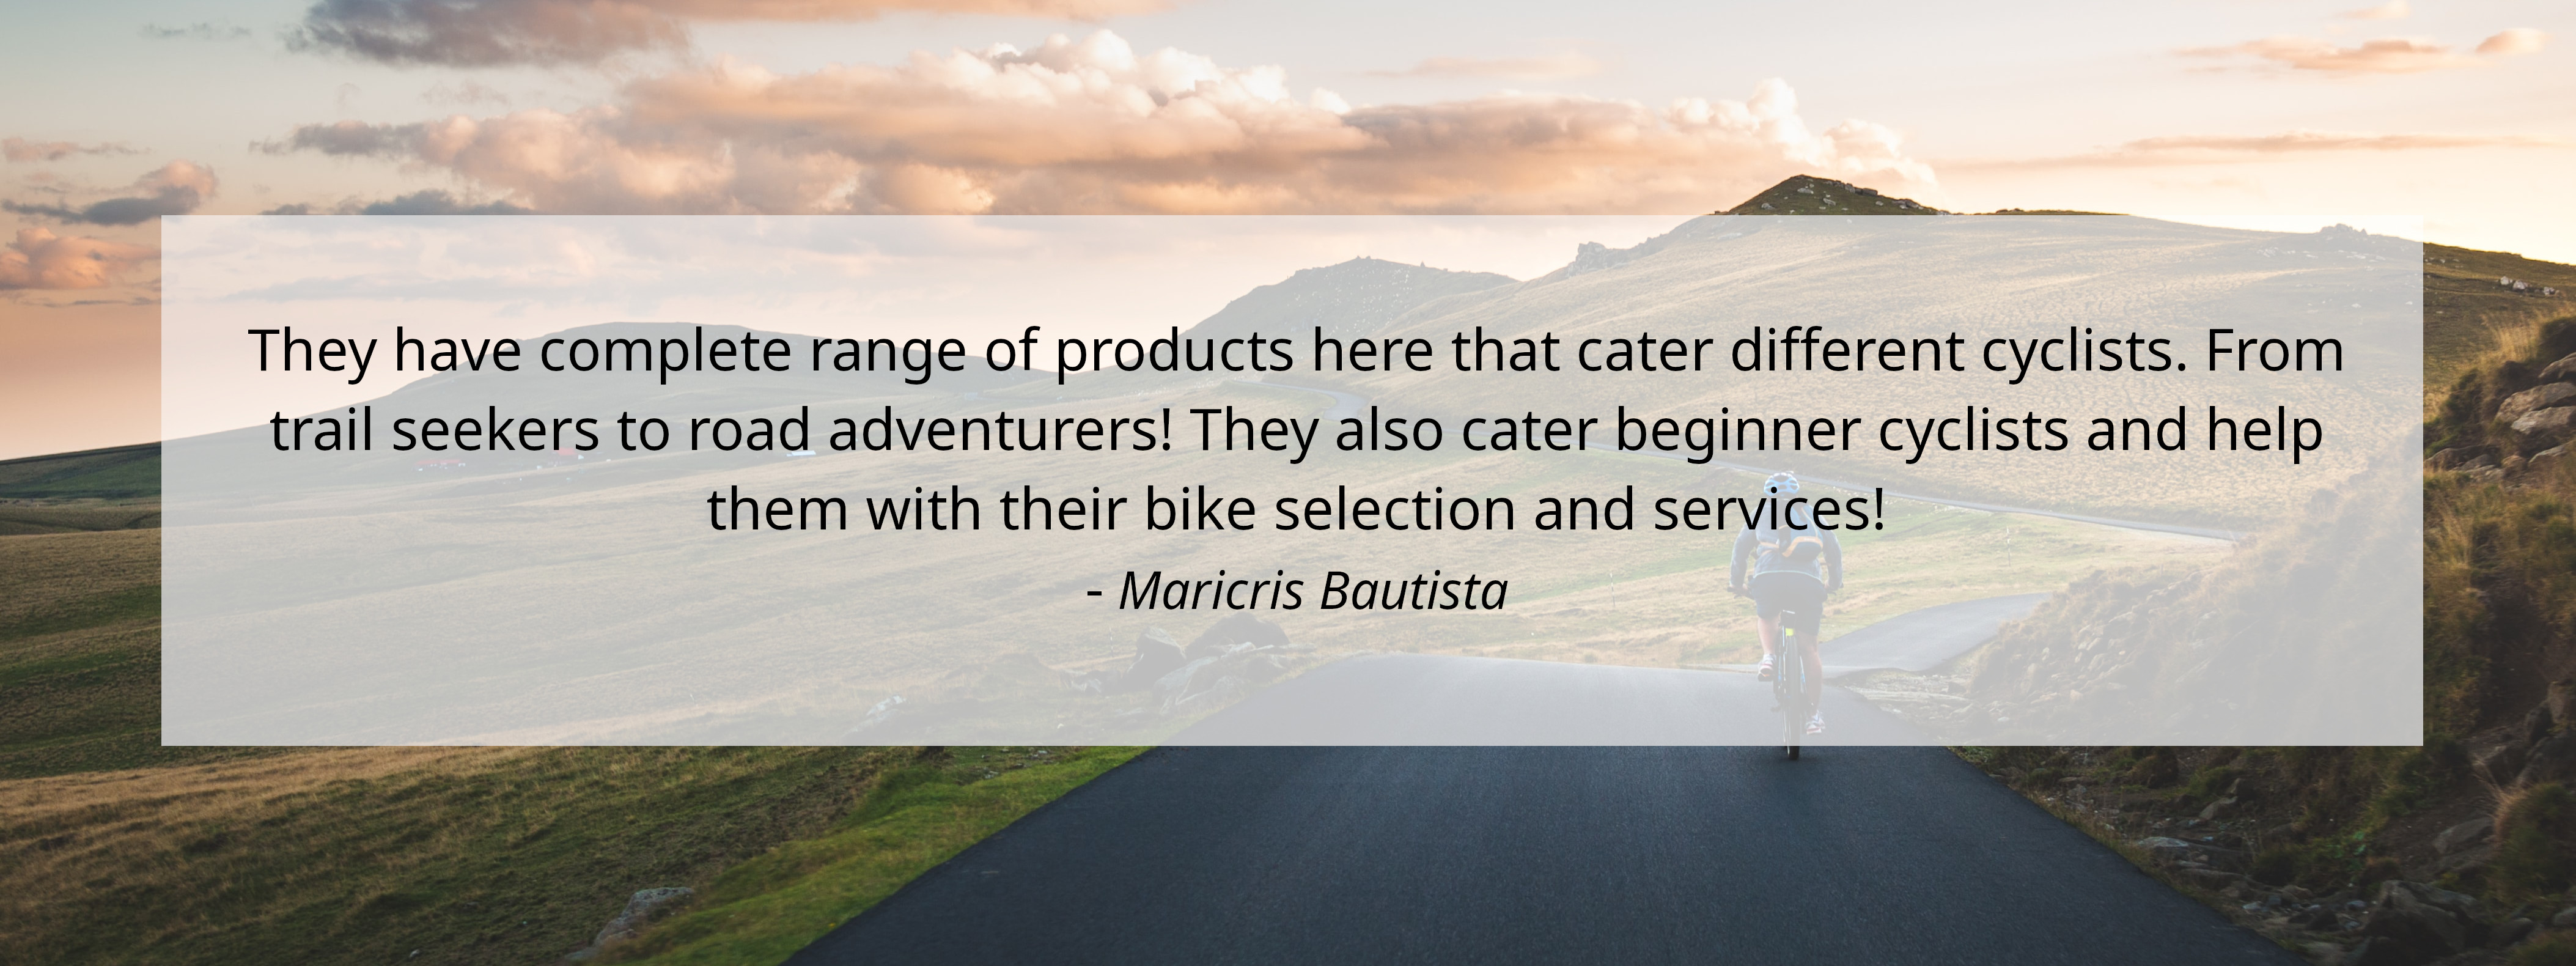 They have complete range of products here that cater different cyclists. From
trail seekers to road adventurers! They also cater beginner cyclists and help
them with their bike selection and services!
- Maricris Bautista